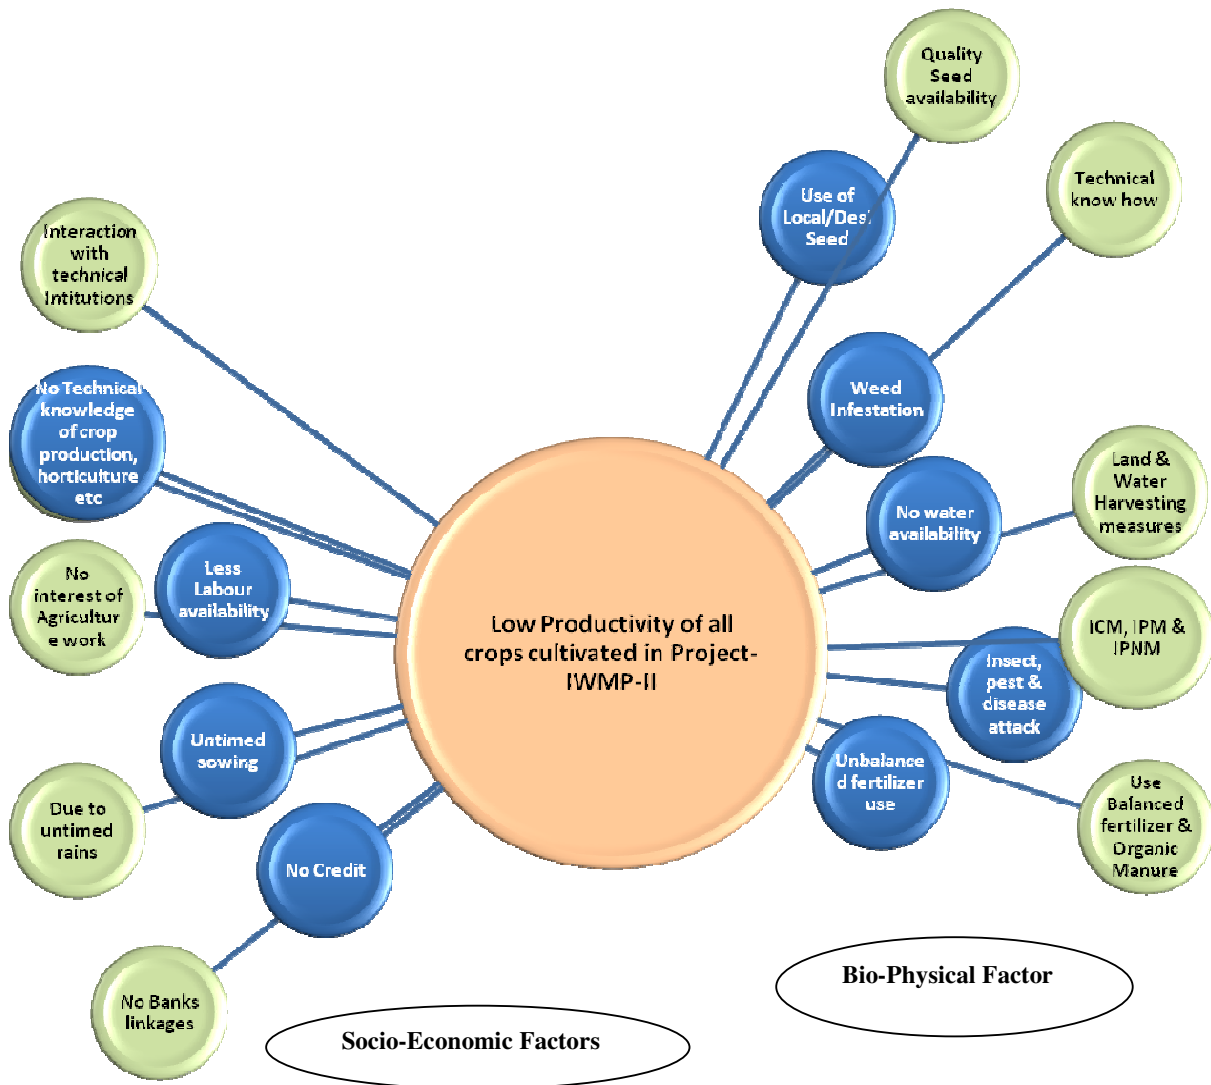 Quality
Seed
availability
Technical
know how
Use of
Local/Desi
Seed
Interaction
with
technical
Intitutions
Weed
Infestation
No Technical
knowledge
of crop
production,
horticulture
etc
Land &
Water
Harvesting
measures
No water
availability
No
interest of
Agricultur
e work
Less
Labour
availability
Low Productivity of all
crops cultivated in Project-
IWMP-II
ICM, IPM &
IPNM
Insect,
pest &
disease
attack
Untimed
sowing
Unbalance
d fertilizer
use
Due to
untimed
rains
Use
Balanced
fertilizer &
Organic
Manure
No Credit
No Banks
linkages
Bio-Physical Factor
Socio-Economic Factors